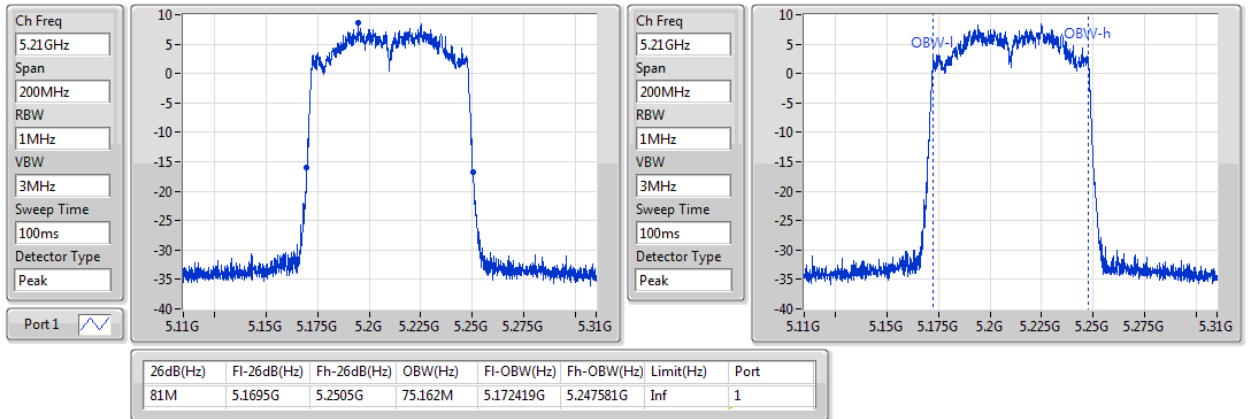 Ch Freq
5.21GHz
Span
200MHz
RBW
1MHz
VBW
3MHz
Sweep Time
100ms
Detector Type
Peak
Port 1
10
5
0
-5
-10
-15
-20
-25
-30
-35
-40
5.11G 5.15G 5.175G 5.2G 5.225G 5.25G 5.275G 5.31G
Ch Freq
5.21GHz
Span
200MHz
RBW
1MHz
VBW
3MHz
Sweep Time
100ms
Detector Type
Peak
10
5
0
-5
-10
-15
-20
-25
-30
-35
-40
OBW-l OBW-h
5.11G 5.15G 5.175G 5.2G 5.225G 5.25G 5.275G 5.31G
26dB(Hz) Fl-26dB(Hz) Fh-26dB(Hz) OBW(Hz) Fl-OBW(Hz) Fh-OBW(Hz) Limit(Hz) Port
81M 5.1695G 5.2505G 75.162M 5.172419G 5.247581G Inf 1